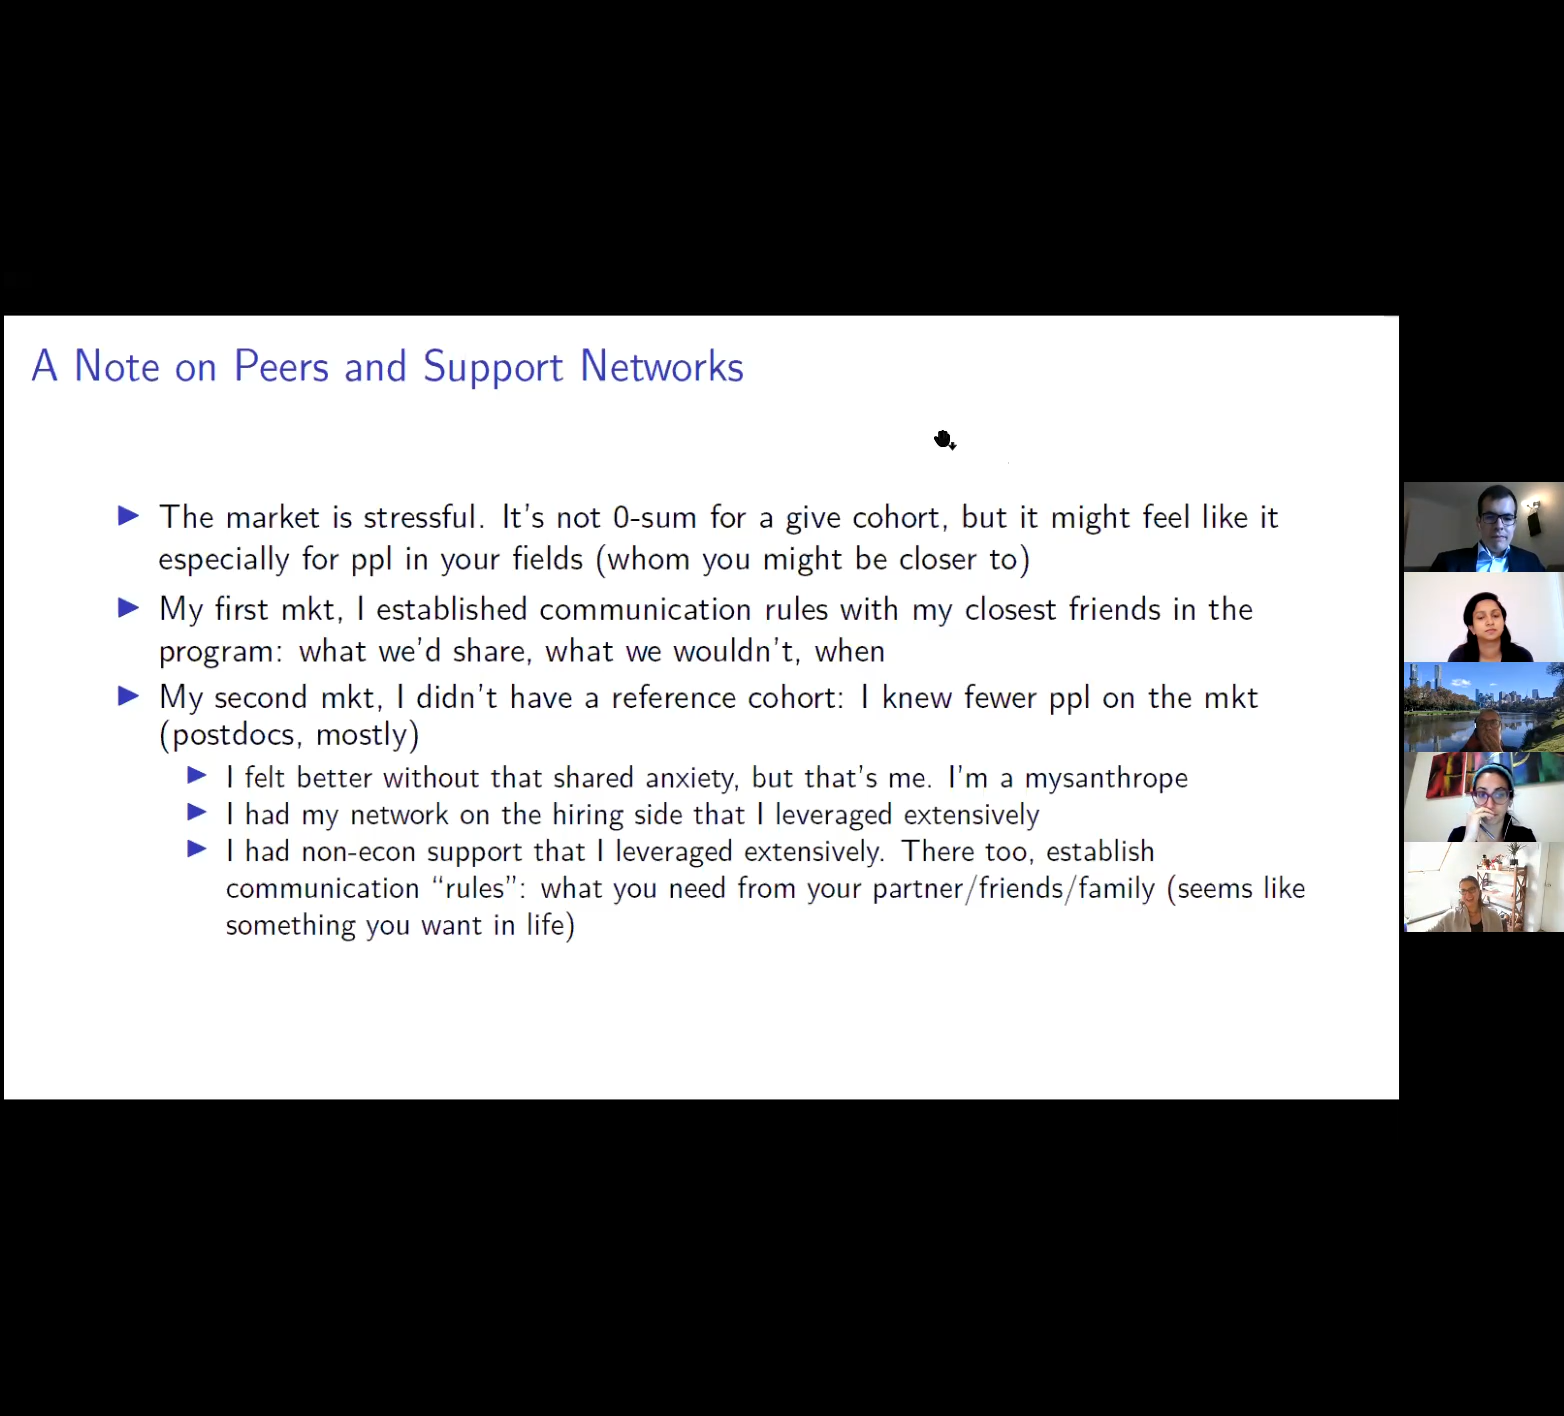 A Note on Peers and Support Networks
The market is stressful. It's not 0-sum for a give cohort, but it might feel like it
especially for ppl in your fields (whom you might be closer to)
My first mkt, I established communication rules with my closest friends in the
program: what we'd share, what we wouldn't, when
My second mkt, I didn't have a reference cohort: I knew fewer ppl on the mkt
(postdocs, mostly)
I felt better without that shared anxiety, but that's me. I'm a mysanthrope
I had my network on the hiring side that I leveraged extensively
I had non-econ support that I leveraged extensively. There too, establish
communication “rules”: what you need from your partner/friends/family (seems like
something you want in life)